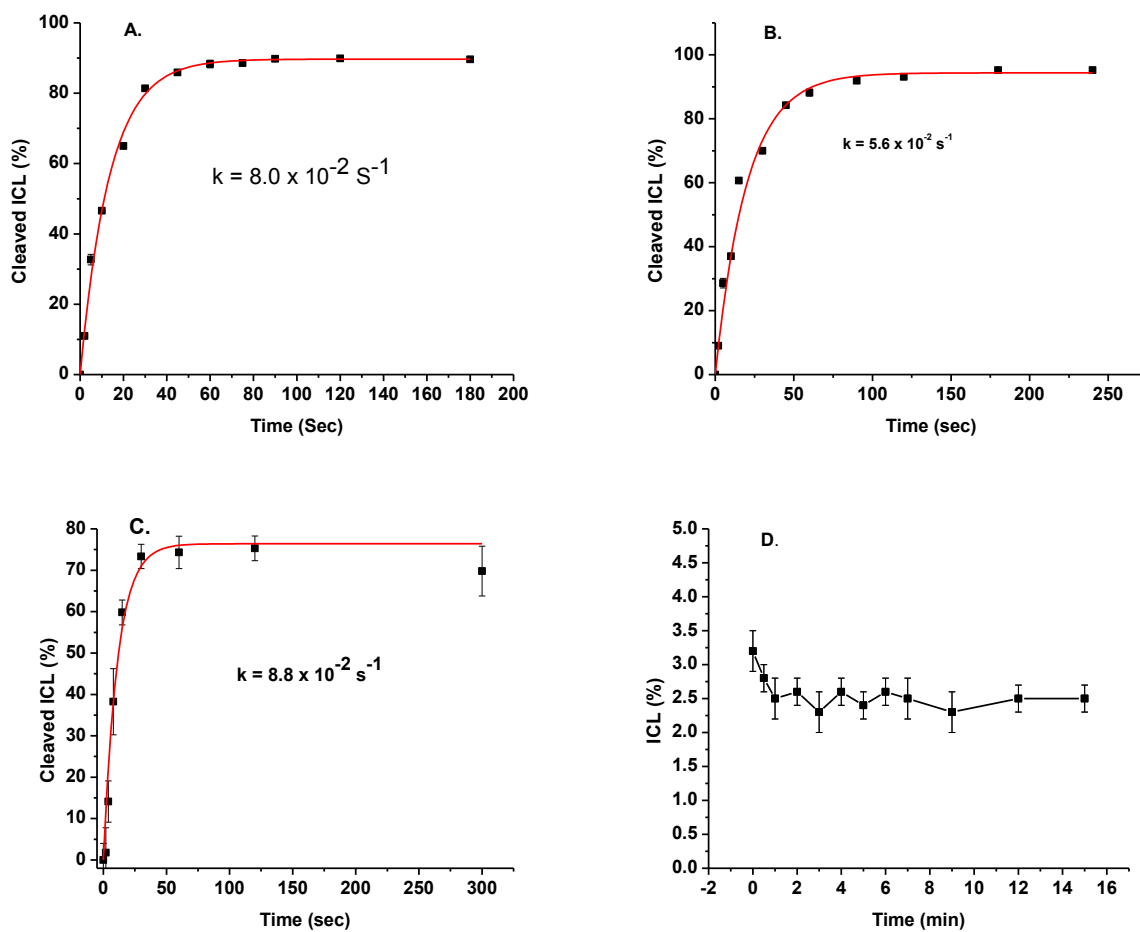 A.
100
80
60
40
20
0
Cleaved ICL (%)
k = 8.0 x 10⁻² S⁻¹
0 20 40 60 80 100 120 140 160 180 200
Time (Sec)
B.
100
80
60
40
20
0
Cleaved ICL (%)
k = 5.6 x 10⁻² s⁻¹
0 50 100 150 200 250
Time (sec)
C.
80
70
60
50
40
30
20
10
0
Cleaved ICL (%)
k = 8.8 x 10⁻² s⁻¹
0 50 100 150 200 250 300
Time (sec)
D.
5.0
4.5
4.0
3.5
3.0
2.5
2.0
1.5
1.0
0.5
0.0
ICL (%)
-2 0 2 4 6 8 10 12 14 16
Time (min)